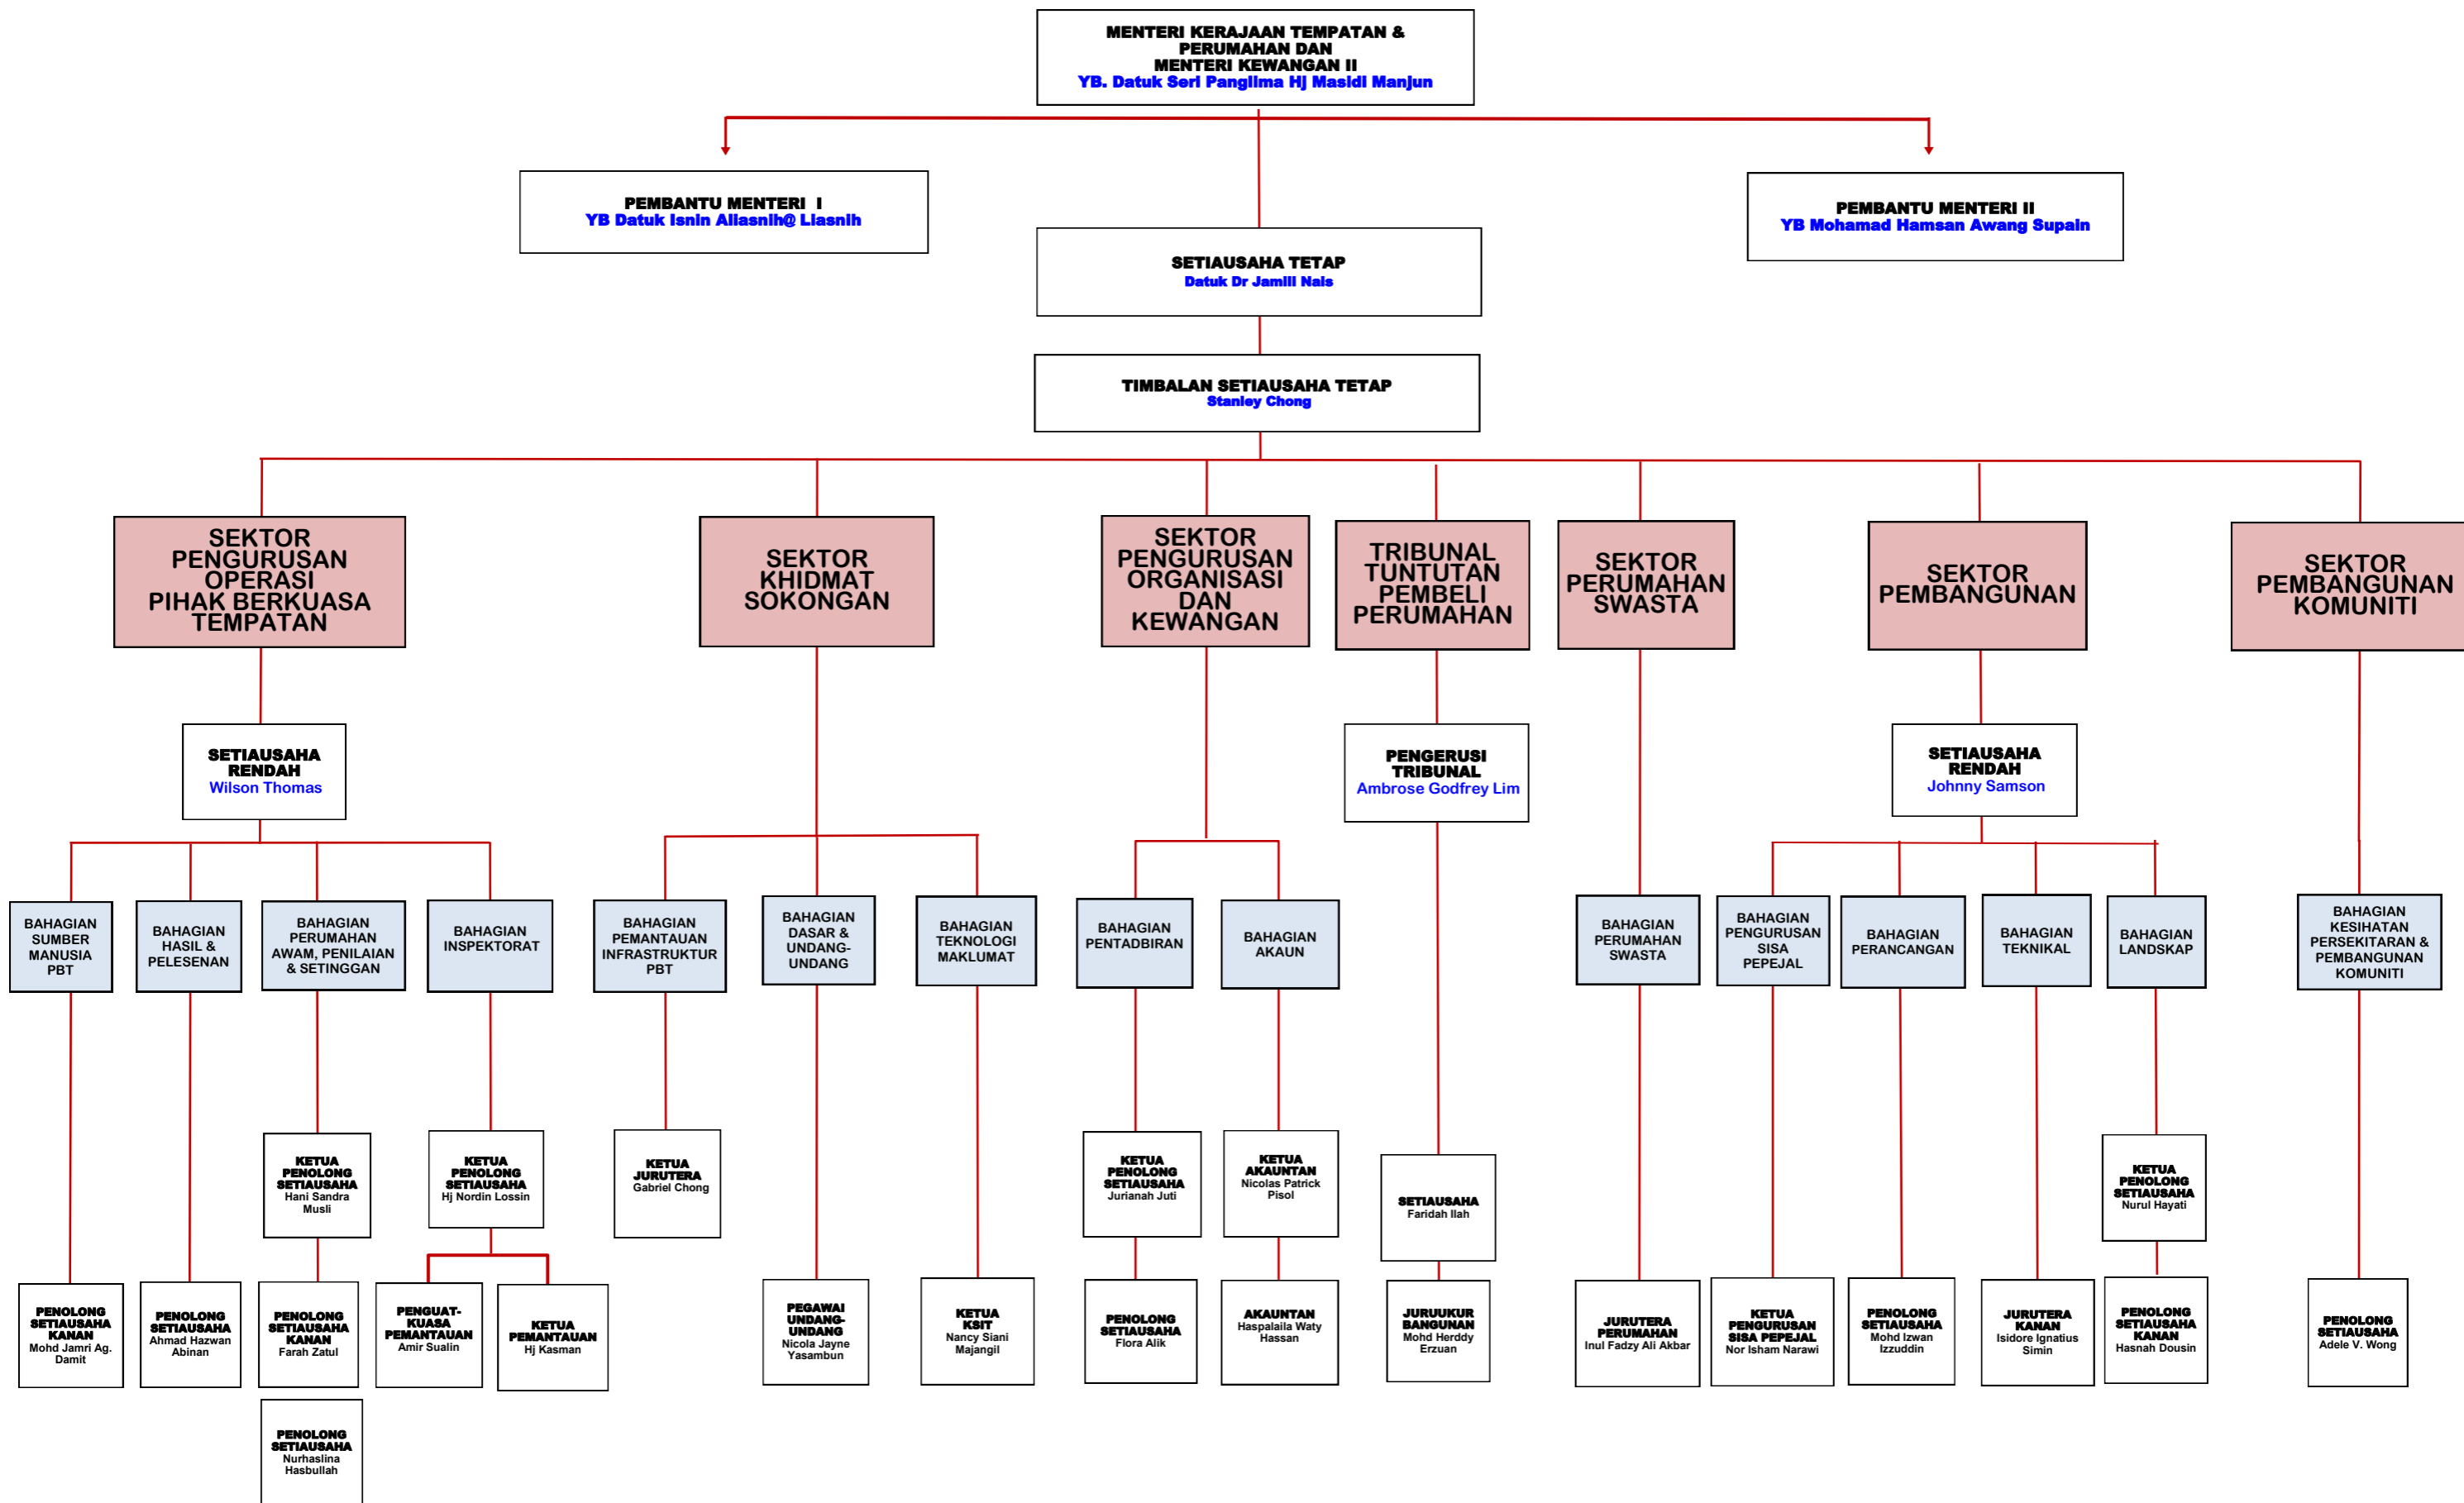 MENTERI KERAJAAN TEMPATAN &
PERUMAHAN DAN
MENTERI KEWANGAN II
YB. Datuk Seri Panglima Hj Masidi Manjun
PEMBANTU MENTERI I
YB Datuk Isnin Aliasnih@ Liasnih
PEMBANTU MENTERI II
YB Mohamad Hamsan Awang Supain
SETIAUSAHA TETAP
Datuk Dr Jamili Nais
TIMBALAN SETIAUSAHA TETAP
Stanley Chong
SEKTOR
PENGURUSAN
OPERASI
PIHAK BERKUASA
TEMPATAN
SEKTOR
KHIDMAT
SOKONGAN
SEKTOR
PENGURUSAN
ORGANISASI
DAN
KEWANGAN
TRIBUNAL
TUNTUTAN
PEMBELI
PERUMAHAN
SEKTOR
PERUMAHAN
SWASTA
SEKTOR
PEMBANGUNAN
SEKTOR
PEMBANGUNAN
KOMUNITI
SETIAUSAHA
RENDAH
Wilson Thomas
PENGERUSI
TRIBUNAL
Ambrose Godfrey Lim
SETIAUSAHA
RENDAH
Johnny Samson
BAHAGIAN
SUMBER
MANUSIA
PBT
BAHAGIAN
HASIL &
PELESENAN
BAHAGIAN
PERUMAHAN
AWAM, PENILAIAN
& SETINGGAN
BAHAGIAN
INSPEKTORAT
BAHAGIAN
PEMANTAUAN
INFRASTRUKTUR
PBT
BAHAGIAN
DASAR &
UNDANG-
UNDANG
BAHAGIAN
TEKNOLOGI
MAKLUMAT
BAHAGIAN
PENTADBIRAN
BAHAGIAN
AKAUN
BAHAGIAN
PERUMAHAN
SWASTA
BAHAGIAN
PENGURUSAN
SISA
PEPEJAL
BAHAGIAN
PERANCANGAN
BAHAGIAN
TEKNIKAL
BAHAGIAN
LANDSKAP
BAHAGIAN
KESIHATAN
PERSEKITARAN &
PEMBANGUNAN
KOMUNITI
KETUA
PENOLONG
SETIAUSAHA
Hani Sandra
Musli
KETUA
PENOLONG
SETIAUSAHA
Hj Nordin Lossin
KETUA
JURUTERA
Gabriel Chong
KETUA
PENOLONG
SETIAUSAHA
Jurianah Juti
KETUA
AKAUNTAN
Nicolas Patrick
Pisol
SETIAUSAHA
Faridah Ilah
KETUA
PENOLONG
SETIAUSAHA
Nurul Hayati
PENOLONG
SETIAUSAHA
KANAN
Mohd Jamri Ag.
Damit
PENOLONG
SETIAUSAHA
Ahmad Hazwan
Abinan
PENOLONG
SETIAUSAHA
KANAN
Farah Zatul
PENGUAT-
KUASA
PEMANTAUAN
Amir Sualin
KETUA
PEMANTAUAN
Hj Kasman
PEGAWAI
UNDANG-
UNDANG
Nicola Jayne
Yasambun
KETUA
KSIT
Nancy Siani
Majangil
PENOLONG
SETIAUSAHA
Flora Alik
AKAUNTAN
Haspalaila Waty
Hassan
JURUUKUR
BANGUNAN
Mohd Herddy
Erzuan
JURUTERA
PERUMAHAN
Inul Fadzy Ali Akbar
KETUA
PENGURUSAN
SISA PEPEJAL
Nor Isham Narawi
PENOLONG
SETIAUSAHA
Mohd Izwan
Izzuddin
JURUTERA
KANAN
Isidore Ignatius
Simin
PENOLONG
SETIAUSAHA
KANAN
Hasnah Dousin
PENOLONG
SETIAUSAHA
Adele V. Wong
PENOLONG
SETIAUSAHA
Nurhaslina
Hasbullah